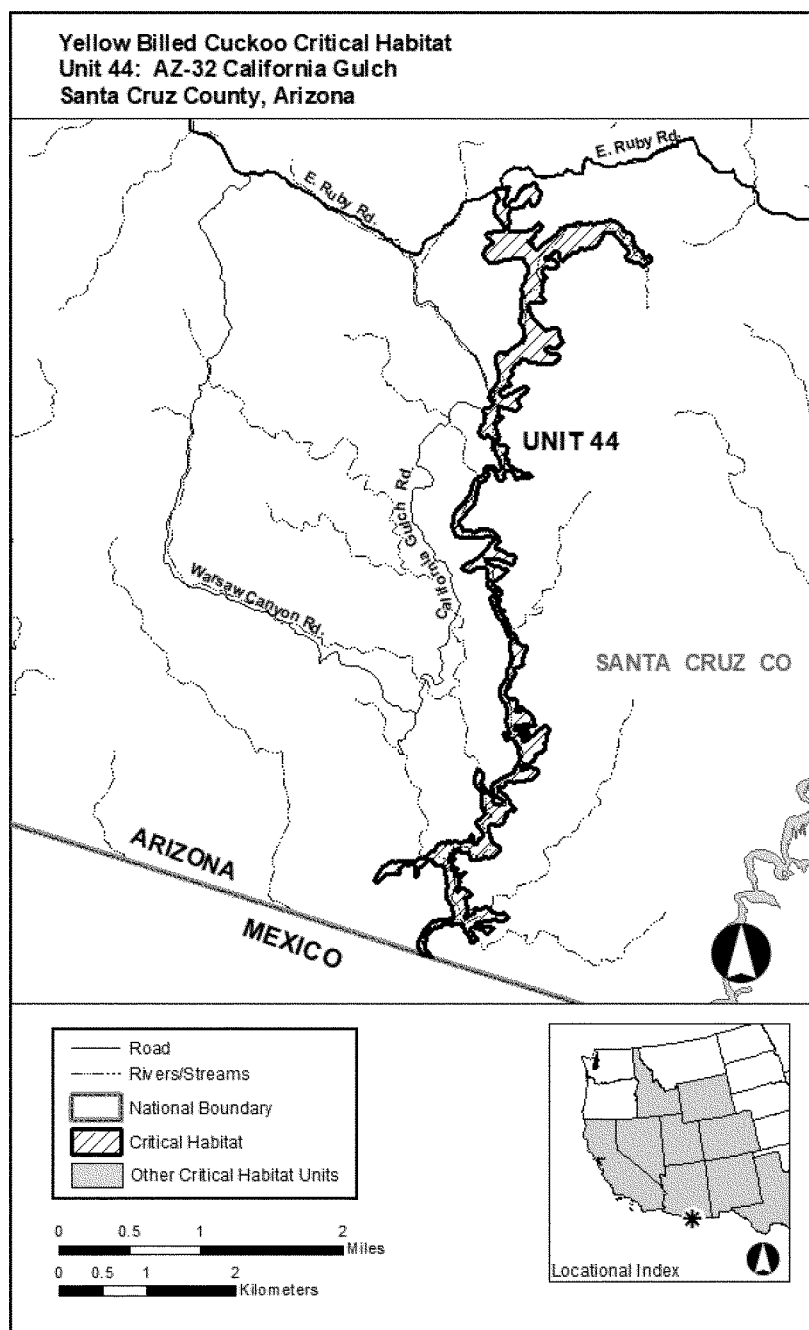 Yellow Billed Cuckoo Critical Habitat
Unit 44: AZ-32 California Gulch
Santa Cruz County, Arizona
E. Ruby Rd.
E. Ruby Rd.
UNIT 44
California Gulch Rd
Warsaw Canyon Rd.
SANTA CRUZ CO
ARIZONA
MEXICO
Road
Rivers/Streams
National Boundary
Critical Habitat
Other Critical Habitat Units
0 0.5 1 2
Miles
0 0.5 1 2
Kilometers
Locational Index